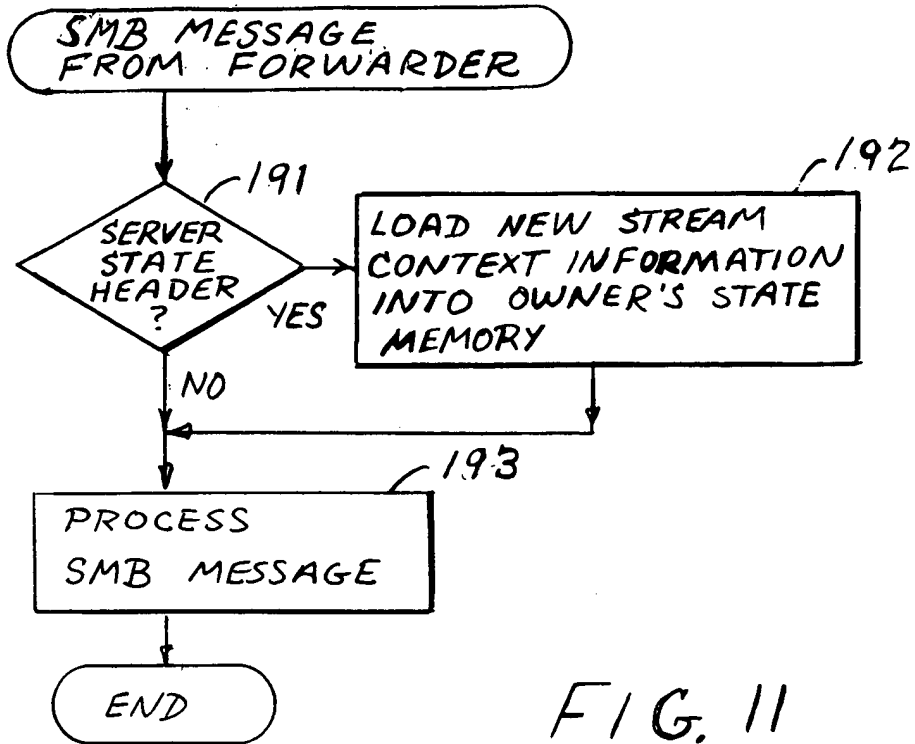 SMB MESSAGE
FROM FORWARDER
191
SERVER
STATE
HEADER
?
YES
NO
192
LOAD NEW STREAM
CONTEXT INFORMATION
INTO OWNER'S STATE
MEMORY
193
PROCESS
SMB MESSAGE
END
FIG. 11